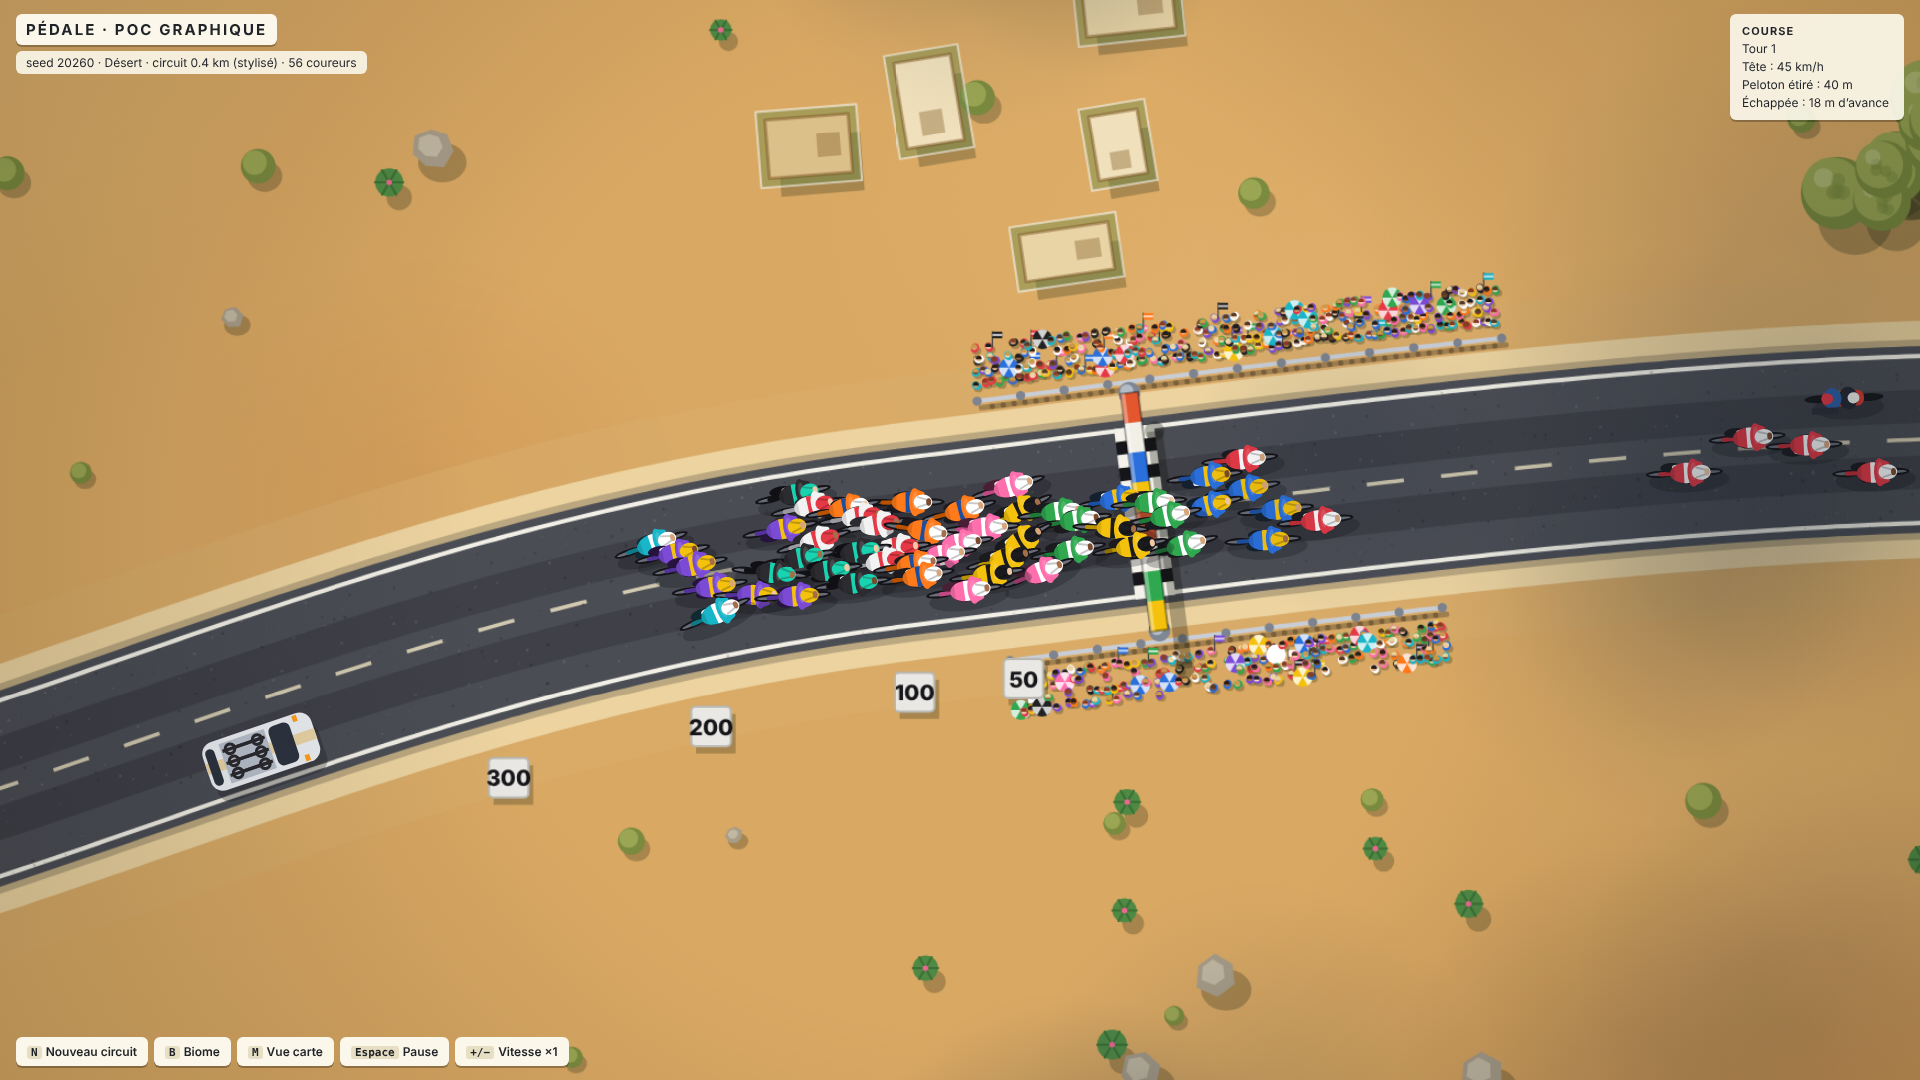 PÉDALE · POC GRAPHIQUE
seed 20260 · Désert · circuit 0.4 km (stylisé) · 56 coureurs
COURSE
Tour 1
Tête : 45 km/h
Peloton étiré : 40 m
Échappée : 18 m d'avance
50
100
200
300
N Nouveau circuit
B Biome
M Vue carte
Espace Pause
+/− Vitesse ×1